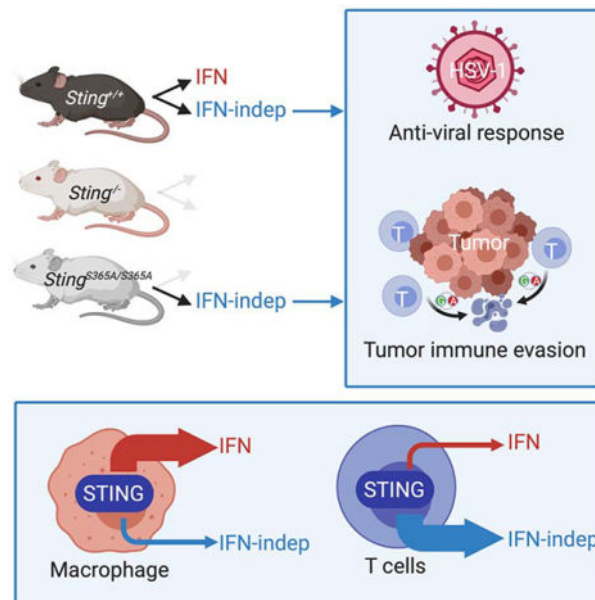 Sting+/+
IFN
IFN-indep
HSV-1
Anti-viral response
Sting-/-
StingS365A/S365A
IFN-indep
Tumor
T
T
T
G A
G A
Tumor immune evasion
STING
IFN
IFN-indep
Macrophage
STING
IFN
IFN-indep
T cells